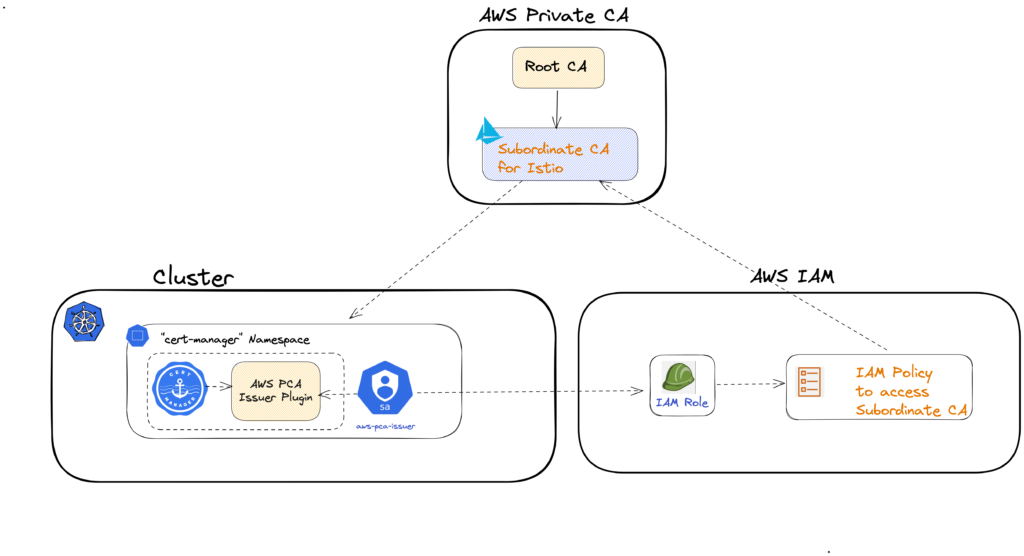 AWS Private CA
Root CA
Subordinate CA
for Istio
Cluster
"cert-manager" Namespace
CERT
MANAGER
AWS PCA
Issuer Plugin
sa
aws-pca-issuer
AWS IAM
IAM Role
IAM Policy
to access
Subordinate CA